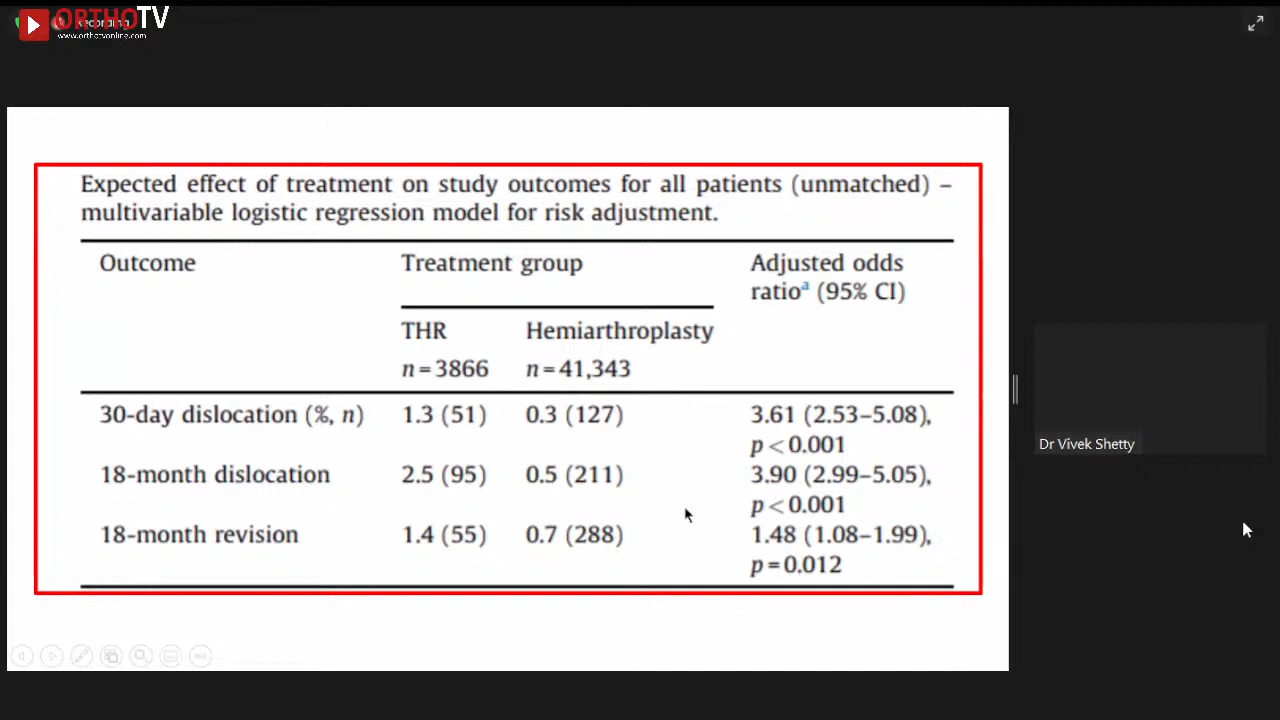 ORTHOTV
Recording
www.orthotvonline.com
Expected effect of treatment on study outcomes for all patients (unmatched) –
multivariable logistic regression model for risk adjustment.
Outcome Treatment group Adjusted odds
ratioᵃ (95% CI)
THR Hemiarthroplasty
n = 3866 n = 41,343
30-day dislocation (%, n) 1.3 (51) 0.3 (127) 3.61 (2.53–5.08),
p < 0.001
18-month dislocation 2.5 (95) 0.5 (211) 3.90 (2.99–5.05),
p < 0.001
18-month revision 1.4 (55) 0.7 (288) 1.48 (1.08–1.99),
p = 0.012
Dr Vivek Shetty